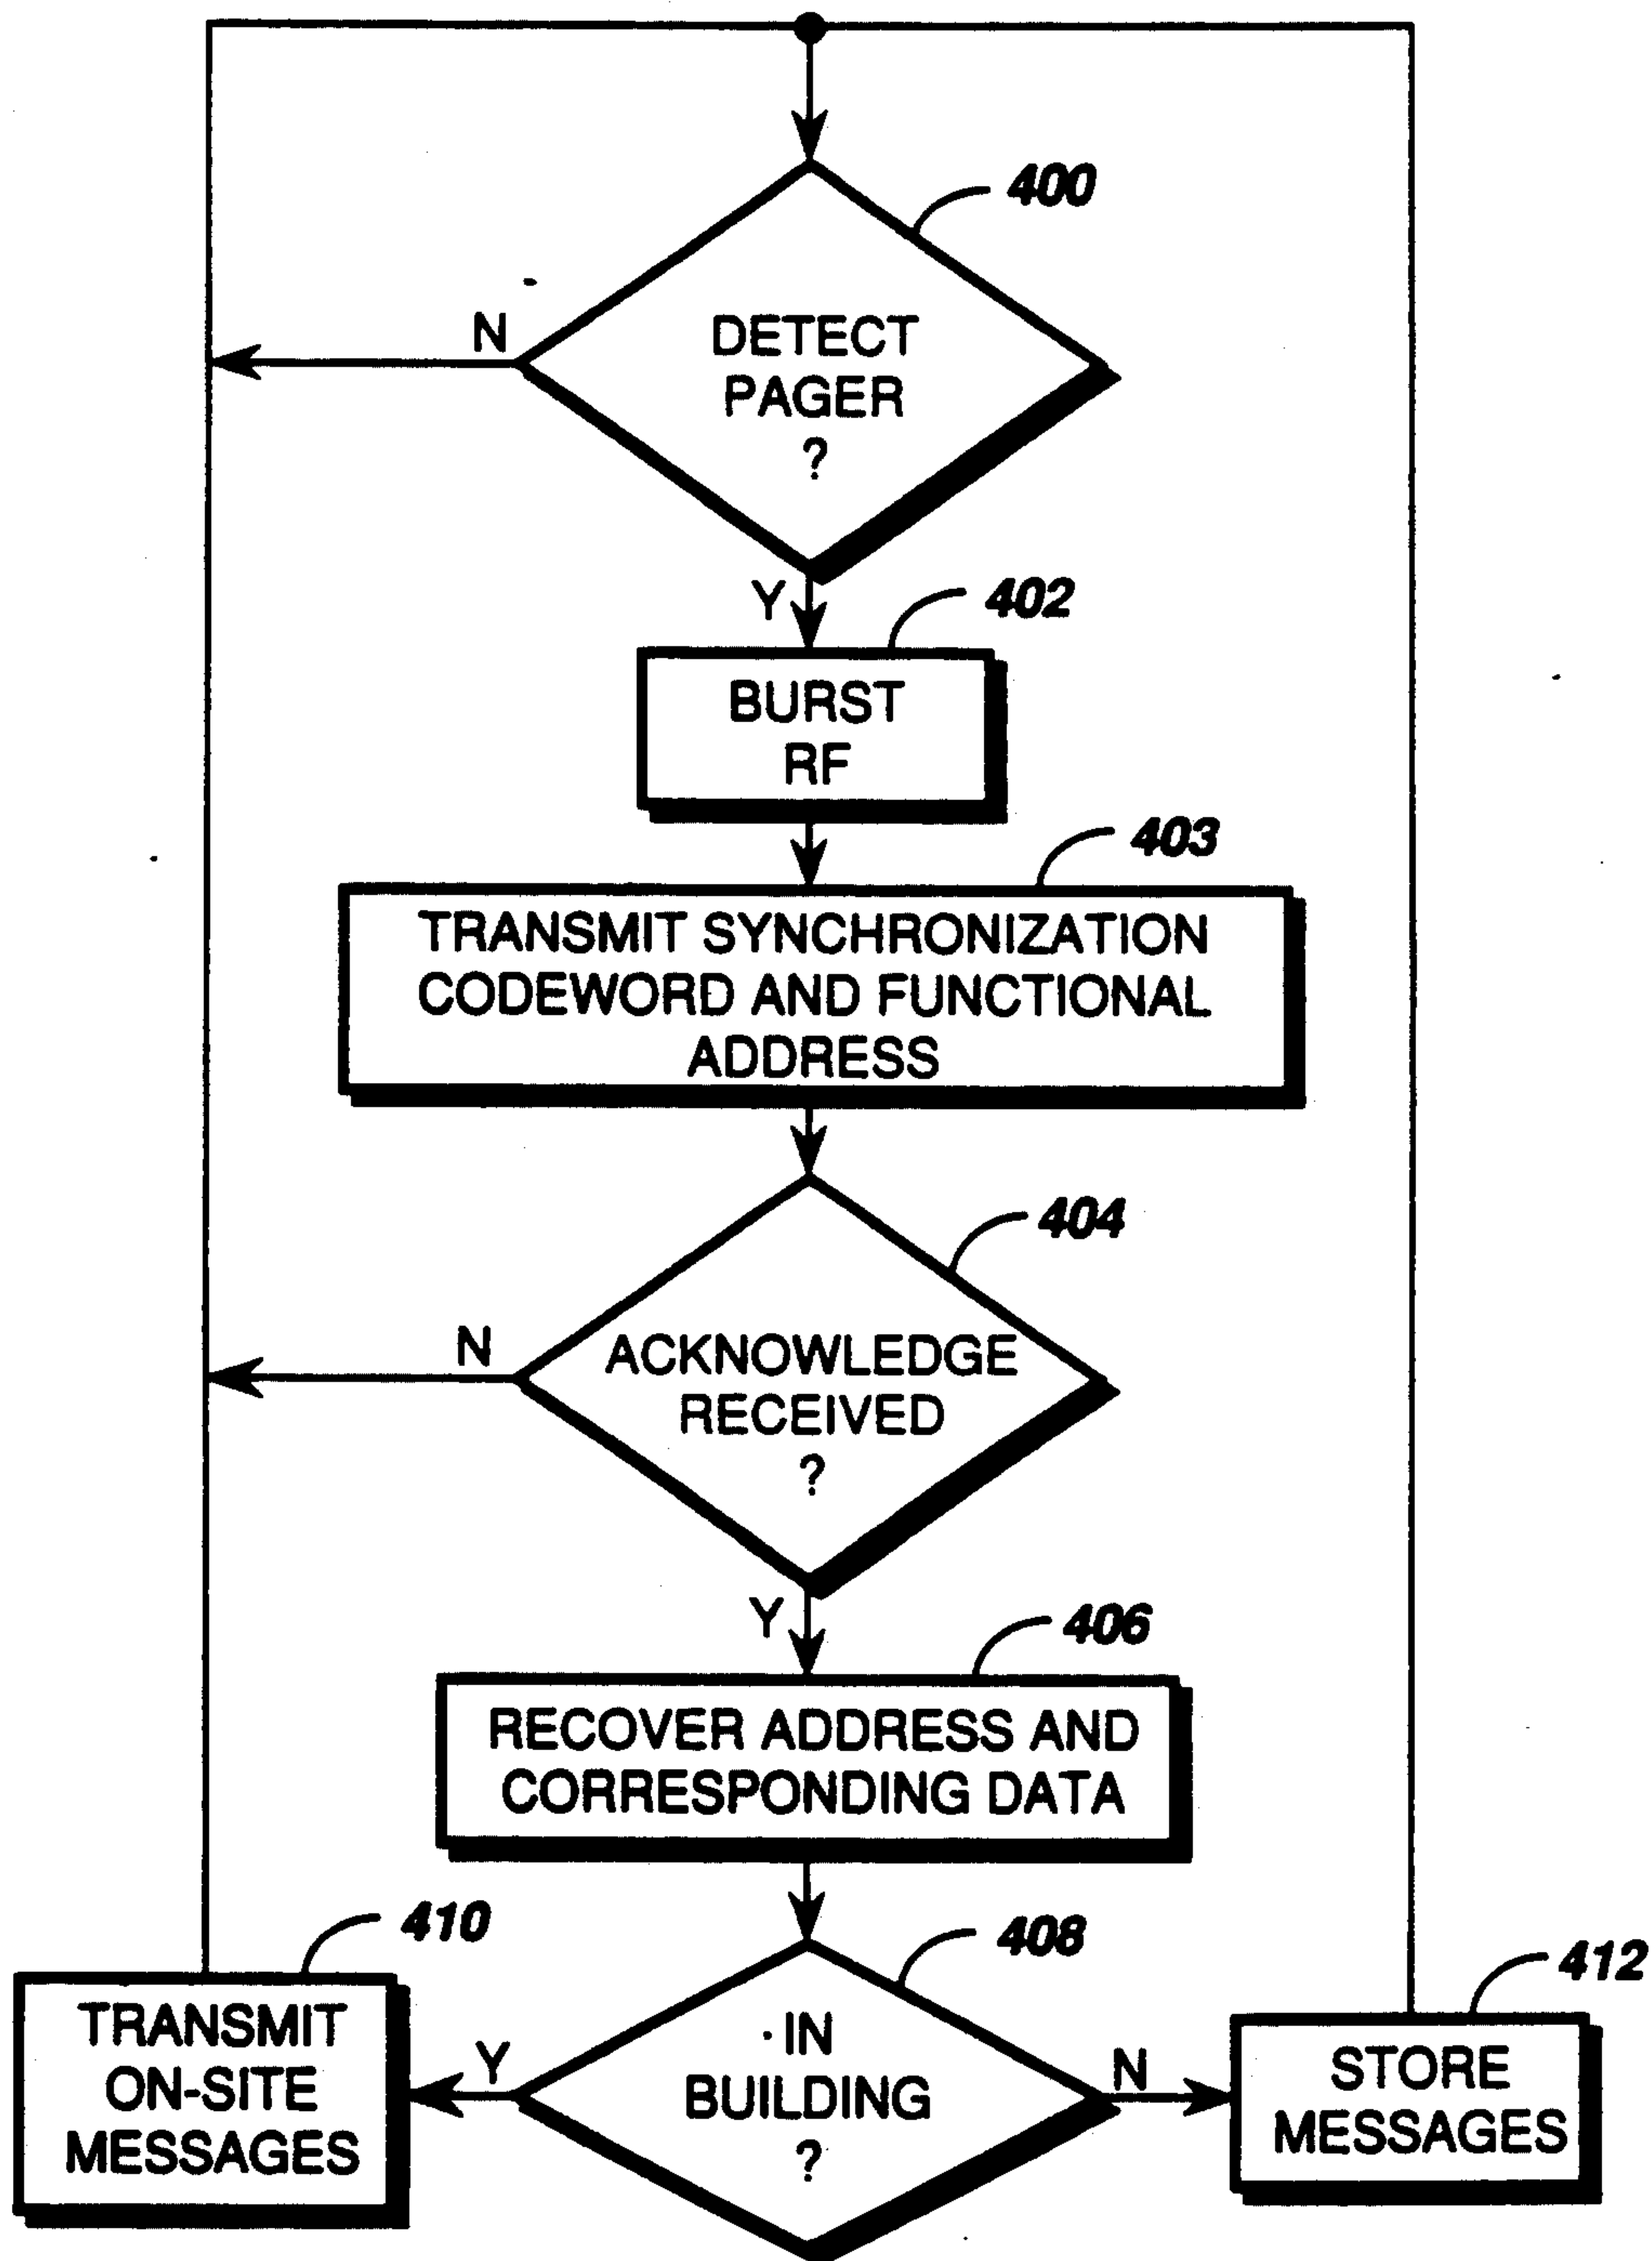 400
N
DETECT
PAGER
?
Y
402
BURST
RF
403
TRANSMIT SYNCHRONIZATION
CODEWORD AND FUNCTIONAL
ADDRESS
404
N
ACKNOWLEDGE
RECEIVED
?
Y
406
RECOVER ADDRESS AND
CORRESPONDING DATA
410
408
412
TRANSMIT
ON-SITE
MESSAGES
Y
IN
BUILDING
?
N
STORE
MESSAGES